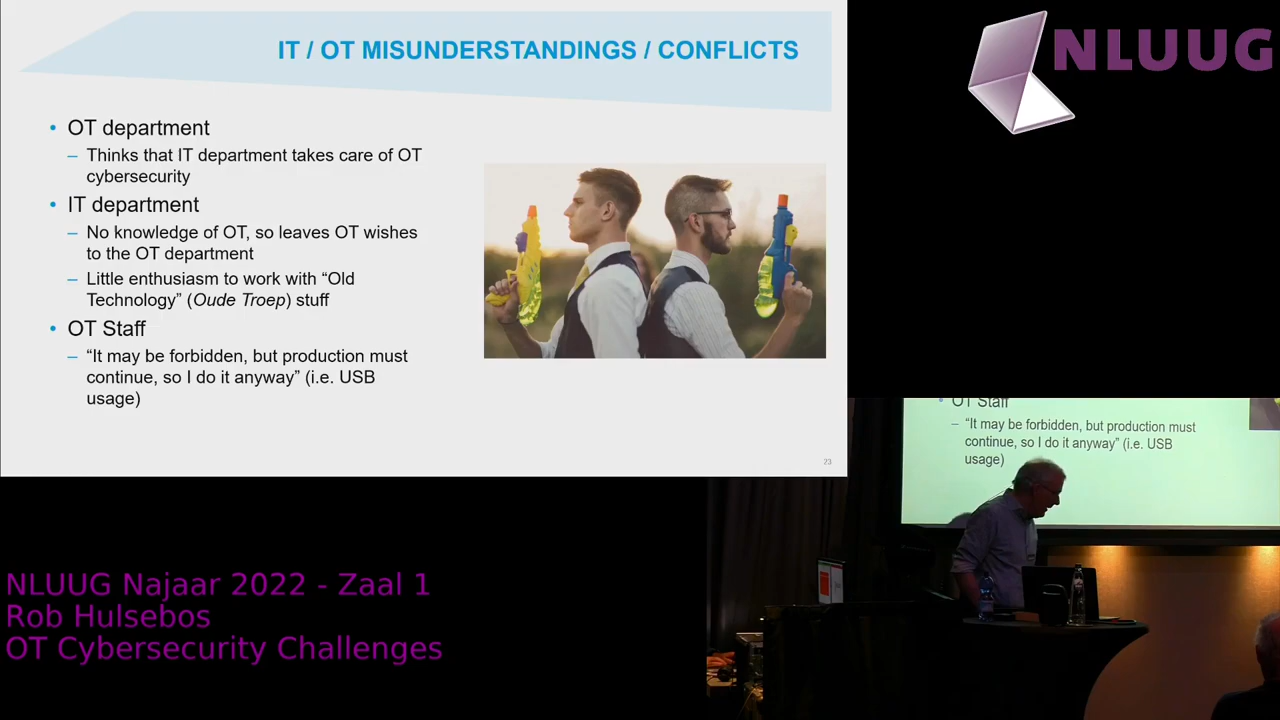 IT / OT MISUNDERSTANDINGS / CONFLICTS
• OT department
– Thinks that IT department takes care of OT
cybersecurity
• IT department
– No knowledge of OT, so leaves OT wishes
to the OT department
– Little enthusiasm to work with “Old
Technology” (Oude Troep) stuff
• OT Staff
– “It may be forbidden, but production must
continue, so I do it anyway” (i.e. USB
usage)
23
NLUUG
• OT Staff
– “It may be forbidden, but production must
continue, so I do it anyway” (i.e. USB
usage)
NLUUG Najaar 2022 - Zaal 1
Rob Hulsebos
OT Cybersecurity Challenges